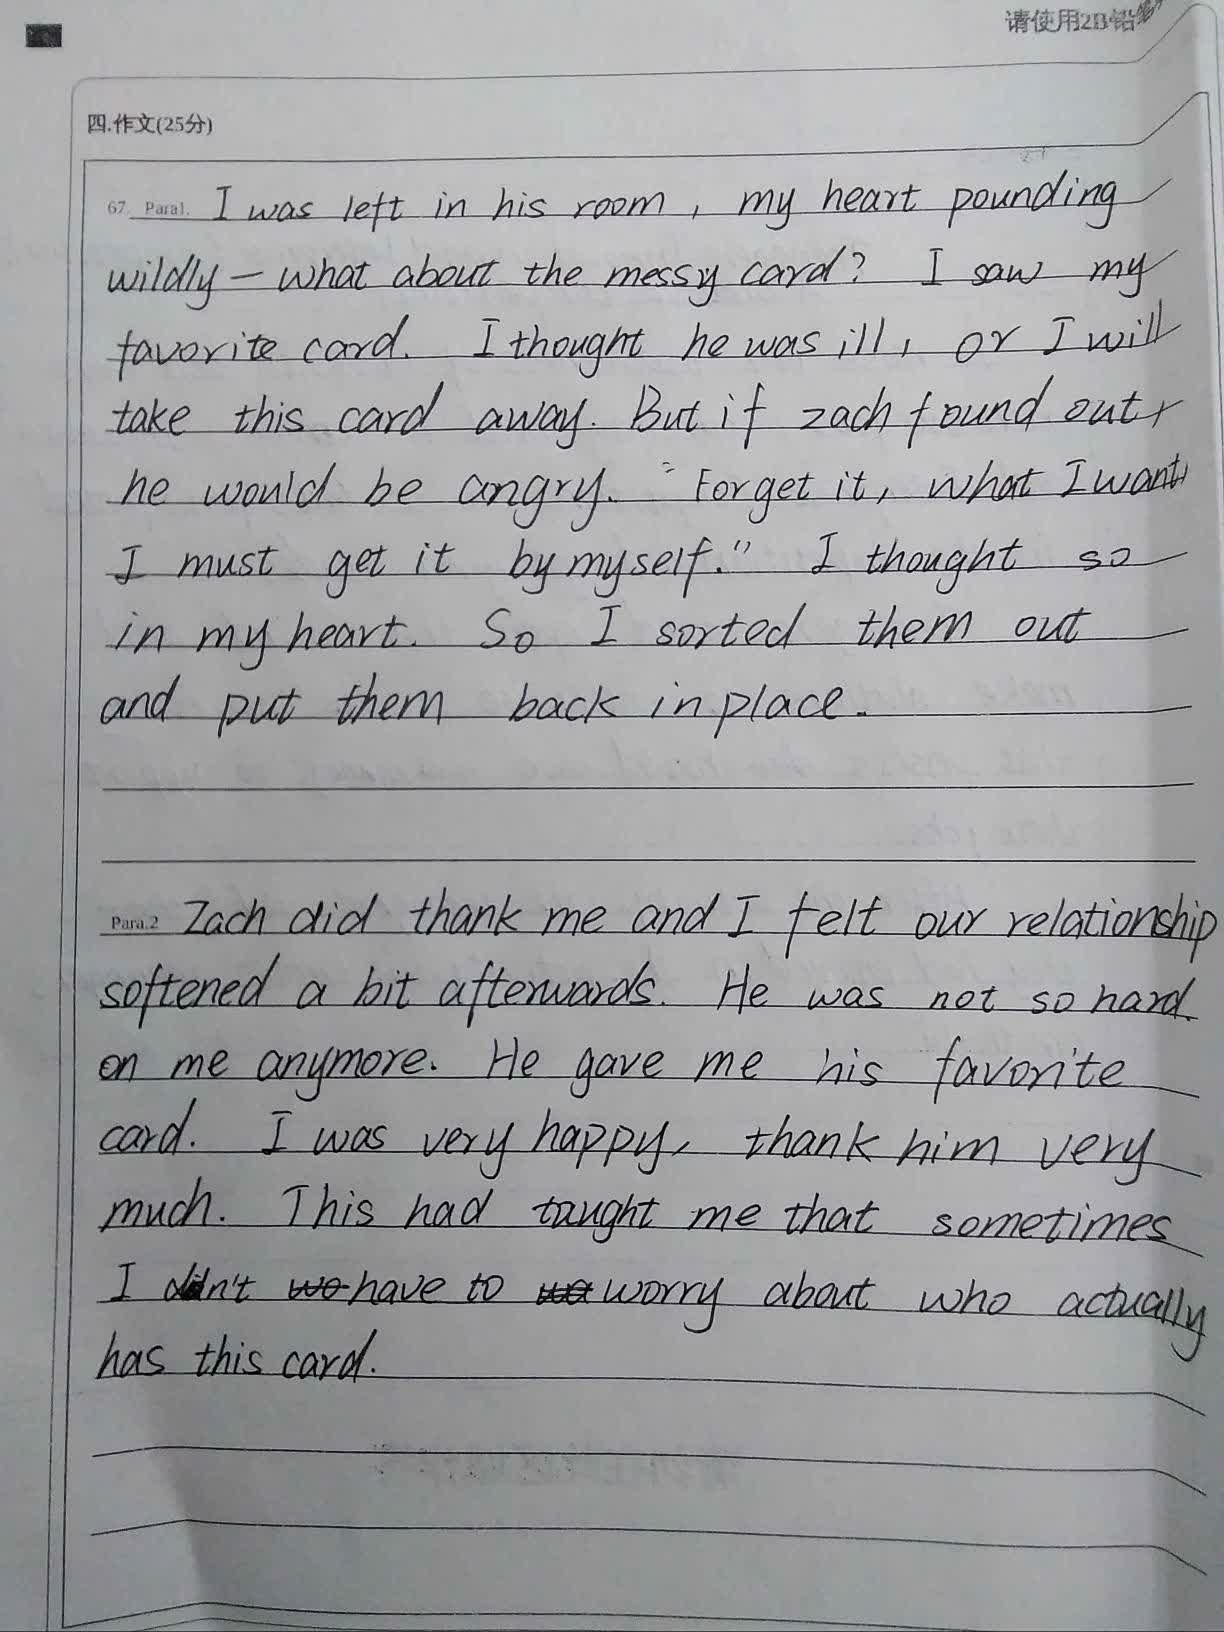 请使用2B铅
四.作文(25分)
67. Para1. I was left in his room, my heart pounding
wildly — what about the messy card? I saw my
favorite card. I thought he was ill, or I will
take this card away. But if zach found out,
he would be angry. "Forget it, what I want,
I must get it by myself." I thought so
in my heart. So I sorted them out
and put them back in place.
Para.2 Zach did thank me and I felt our relationship
softened a bit afterwards. He was not so hard
on me anymore. He gave me his favorite
card. I was very happy, thank him very
much. This had taught me that sometimes
I didn't have to worry about who actually
has this card.